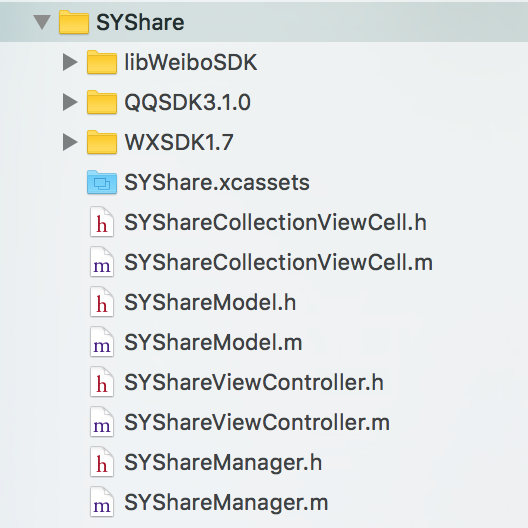 SYShare
libWeiboSDK
QQSDK3.1.0
WXSDK1.7
SYShare.xcassets
h SYShareCollectionViewCell.h
m SYShareCollectionViewCell.m
h SYShareModel.h
m SYShareModel.m
h SYShareViewController.h
m SYShareViewController.m
h SYShareManager.h
m SYShareManager.m